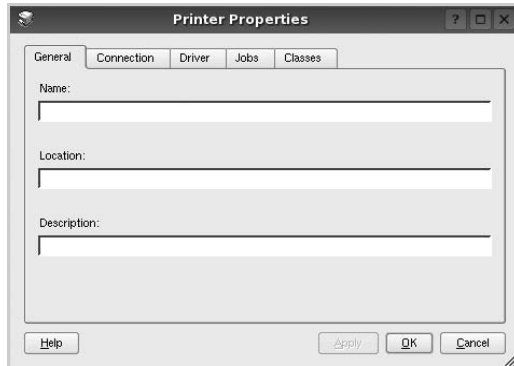 Printer Properties
General Connection Driver Jobs Classes
Name:
Location:
Description:
Help Apply OK Cancel